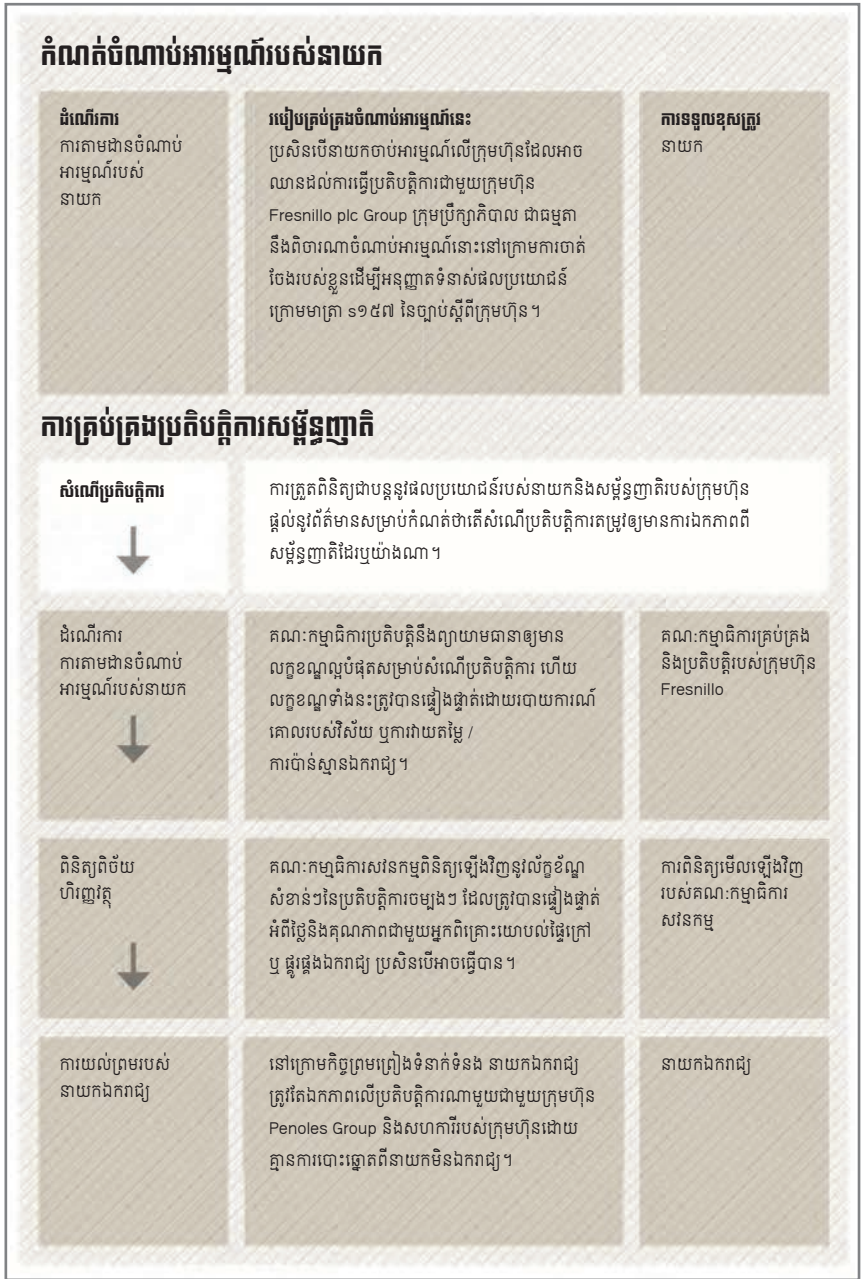 កំណត់ចំណាប់អារម្មណ៍របស់នាយក
ដំណើរការ
ការតាមដានចំណាប់
អារម្មណ៍របស់
នាយក
របៀបគ្រប់គ្រងចំណាប់អារម្មណ៍នេះ
ប្រសិនបើនាយកចាប់អារម្មណ៍លើក្រុមហ៊ុនដែលអាច
ឈានដល់ការធ្វើប្រតិបត្តិការជាមួយក្រុមហ៊ុន
Fresnillo plc Group ក្រុមប្រឹក្សាភិបាល ជាធម្មតា
នឹងពិចារណាចំណាប់អារម្មណ៍នោះនៅក្រោមការចាត់
ចែងរបស់ខ្លួនដើម្បីអនុញ្ញាតទំនាស់ផលប្រយោជន៍
ក្រោមមាត្រា s១៥៧ នៃច្បាប់ស្តីពីក្រុមហ៊ុន។
ការទទួលខុសត្រូវ
នាយក
ការគ្រប់គ្រងប្រតិបត្តិការសម្ព័ន្ធញាតិ
សំណើប្រតិបត្តិការ
ការត្រួតពិនិត្យជាបន្តនូវផលប្រយោជន៍របស់នាយកនិងសម្ព័ន្ធញាតិរបស់ក្រុមហ៊ុន
ផ្តល់នូវព័ត៌មានសម្រាប់កំណត់ថាតើសំណើប្រតិបត្តិការតម្រូវឲ្យមានការឯកភាពពី
សម្ព័ន្ធញាតិដែរឬយ៉ាងណា។
ដំណើរការ
ការតាមដានចំណាប់
អារម្មណ៍របស់នាយក
គណៈកម្មាធិការប្រតិបត្តិនឹងព្យាយាមធានាឲ្យមាន
លក្ខខណ្ឌល្អបំផុតសម្រាប់សំណើប្រតិបត្តិការ ហើយ
លក្ខខណ្ឌទាំងនះត្រូវបានផ្ទៀងផ្ទាត់ដោយរបាយការណ៍
គោលរបស់វិស័យ ឬការវាយតម្លៃ /
ការប៉ាន់ស្មានឯករាជ្យ។
គណៈកម្មាធិការគ្រប់គ្រង
និងប្រតិបត្តិរបស់ក្រុមហ៊ុន
Fresnillo
ពិនិត្យពិច័យ
ហិរញ្ញវត្ថុ
គណៈកម្មាធិការសវនកម្មពិនិត្យឡើងវិញនូវល័ក្ខខ័ណ្ឌ
សំខាន់ៗនៃប្រតិបត្តិការចម្បងៗ ដែលត្រូវបានផ្ទៀងផ្ទាត់
អំពីថ្លៃនិងគុណភាពជាមួយអ្នកពិគ្រោះយោបល់ផ្ទៃក្រៅ
ឬ ផ្គូរផ្គងឯករាជ្យ ប្រសិនបើអាចធ្វើបាន។
ការពិនិត្យមើលឡើងវិញ
របស់គណៈកម្មាធិការ
សវនកម្ម
ការយល់ព្រមរបស់
នាយកឯករាជ្យ
នៅក្រោមកិច្ចព្រមព្រៀងទំនាក់ទំនង នាយកឯករាជ្យ
ត្រូវតែឯកភាពលើប្រតិបត្តិការណាមួយជាមួយក្រុមហ៊ុន
Penoles Group និងសហការីរបស់ក្រុមហ៊ុនដោយ
គ្មានការបោះឆ្នោតពីនាយកមិនឯករាជ្យ។
នាយកឯករាជ្យ